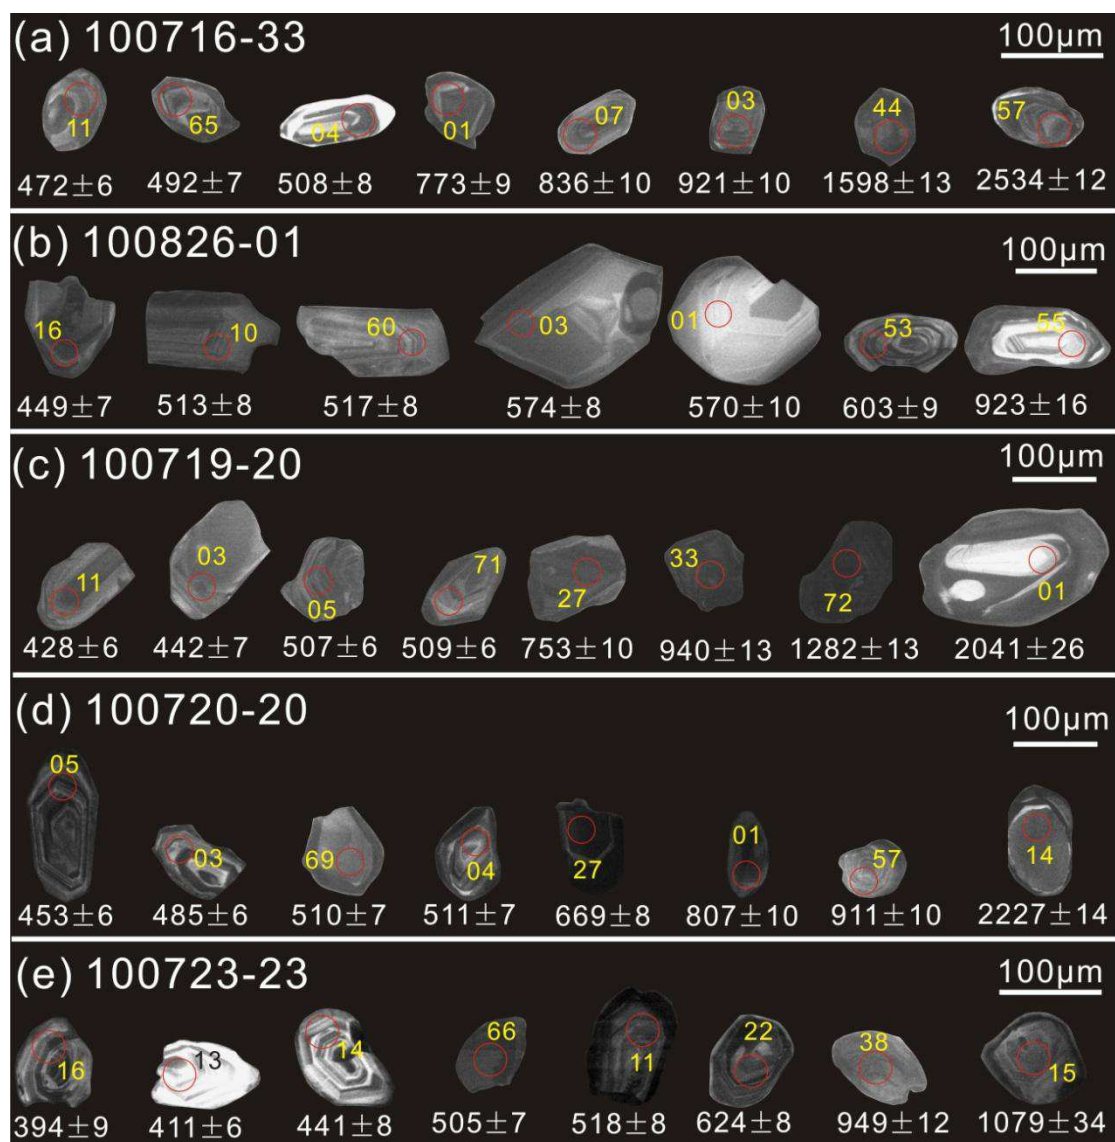 (a) 100716-33 100µm
11 65 04 01 07 03 44 57
472±6 492±7 508±8 773±9 836±10 921±10 1598±13 2534±12
(b) 100826-01 100µm
16 10 60 03 01 53 55
449±7 513±8 517±8 574±8 570±10 603±9 923±16
(c) 100719-20 100µm
11 03 05 71 27 33 72 01
428±6 442±7 507±6 509±6 753±10 940±13 1282±13 2041±26
(d) 100720-20 100µm
05 03 69 04 27 01 57 14
453±6 485±6 510±7 511±7 669±8 807±10 911±10 2227±14
(e) 100723-23 100µm
16 13 14 66 11 22 38 15
394±9 411±6 441±8 505±7 518±8 624±8 949±12 1079±34